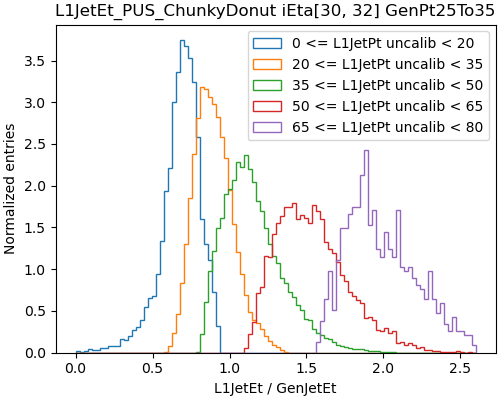 L1JetEt_PUS_ChunkyDonut iEta[30, 32] GenPt25To35
0 <= L1JetPt uncalib < 20
20 <= L1JetPt uncalib < 35
35 <= L1JetPt uncalib < 50
50 <= L1JetPt uncalib < 65
65 <= L1JetPt uncalib < 80
Normalized entries
3.5
3.0
2.5
2.0
1.5
1.0
0.5
0.0
0.0 0.5 1.0 1.5 2.0 2.5
L1JetEt / GenJetEt